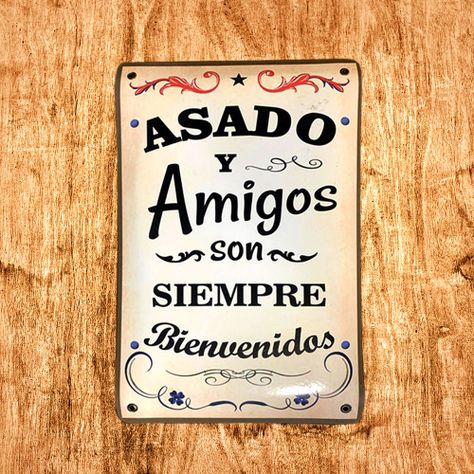 ASADO
Y
Amigos
son
SIEMPRE
Bienvenidos